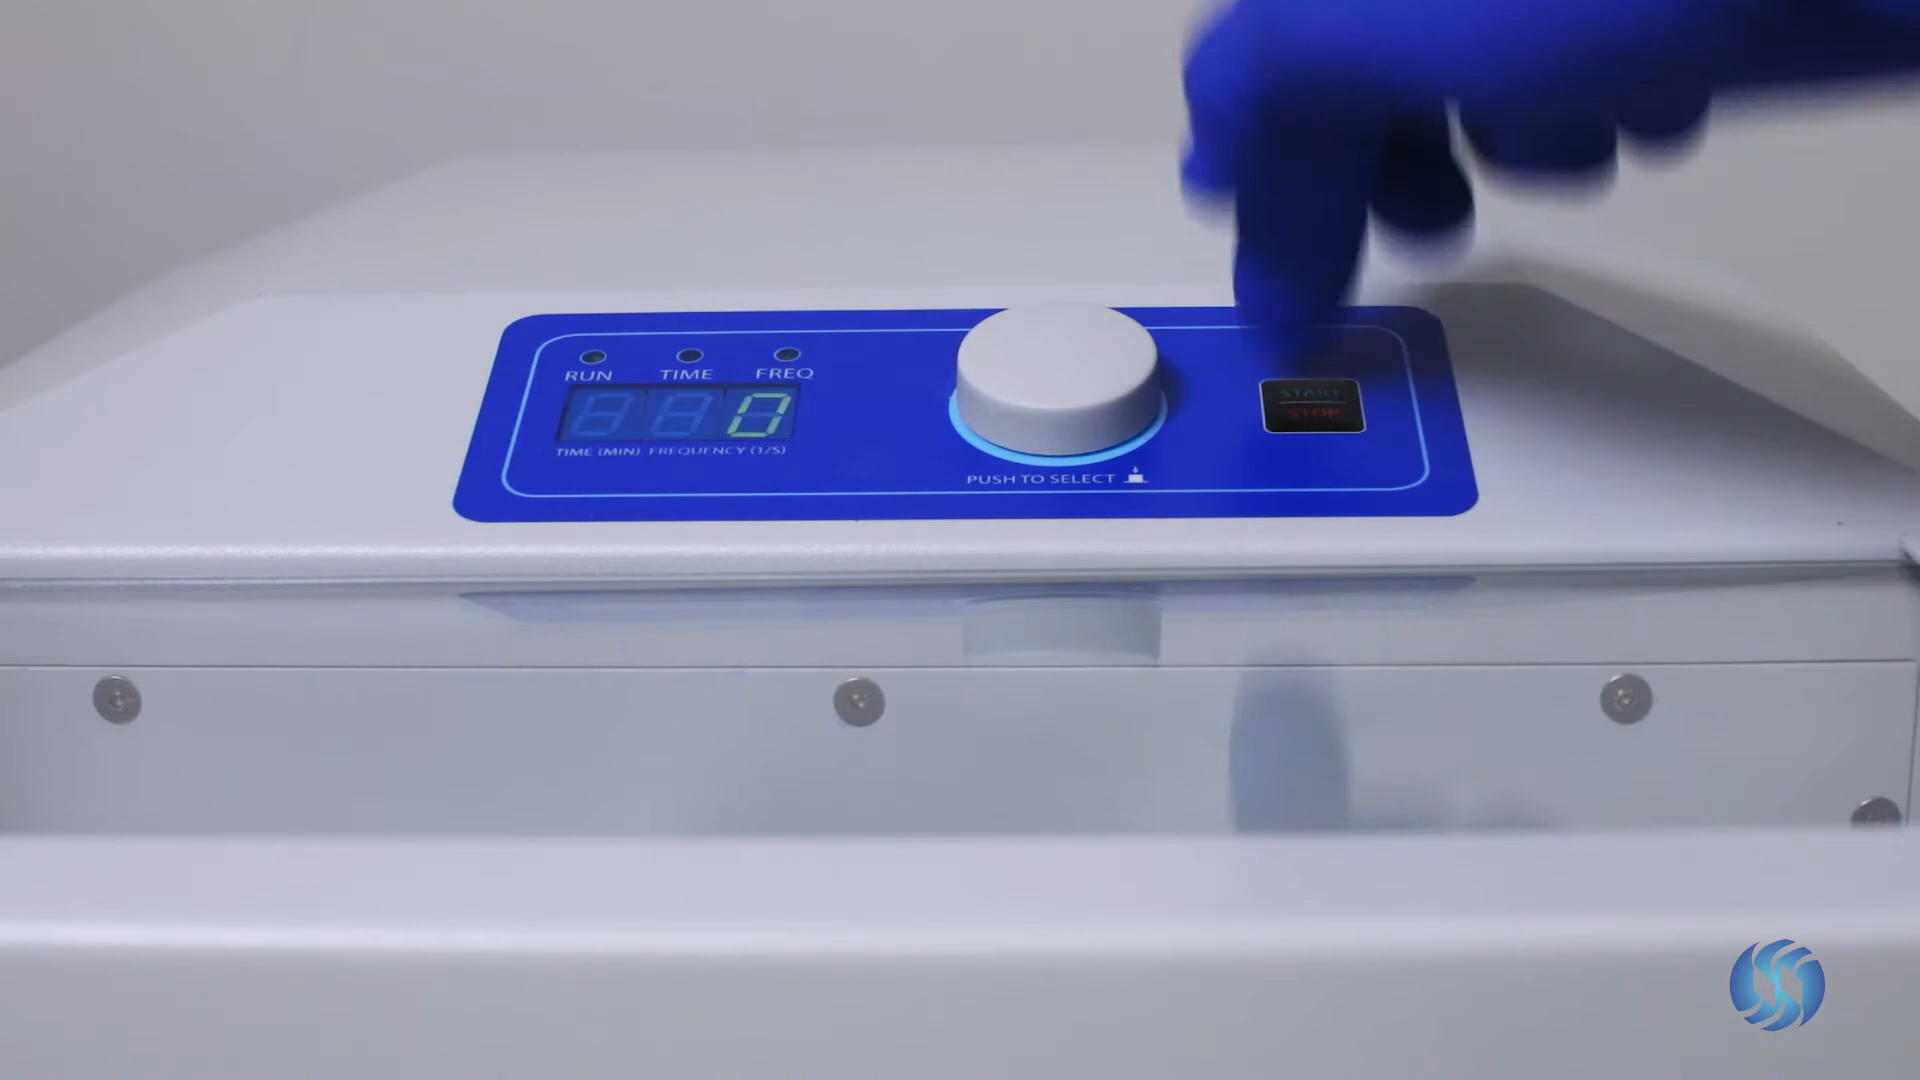 RUN TIME FREQ
0
TIME (MIN) FREQUENCY (1/S)
PUSH TO SELECT
START
STOP